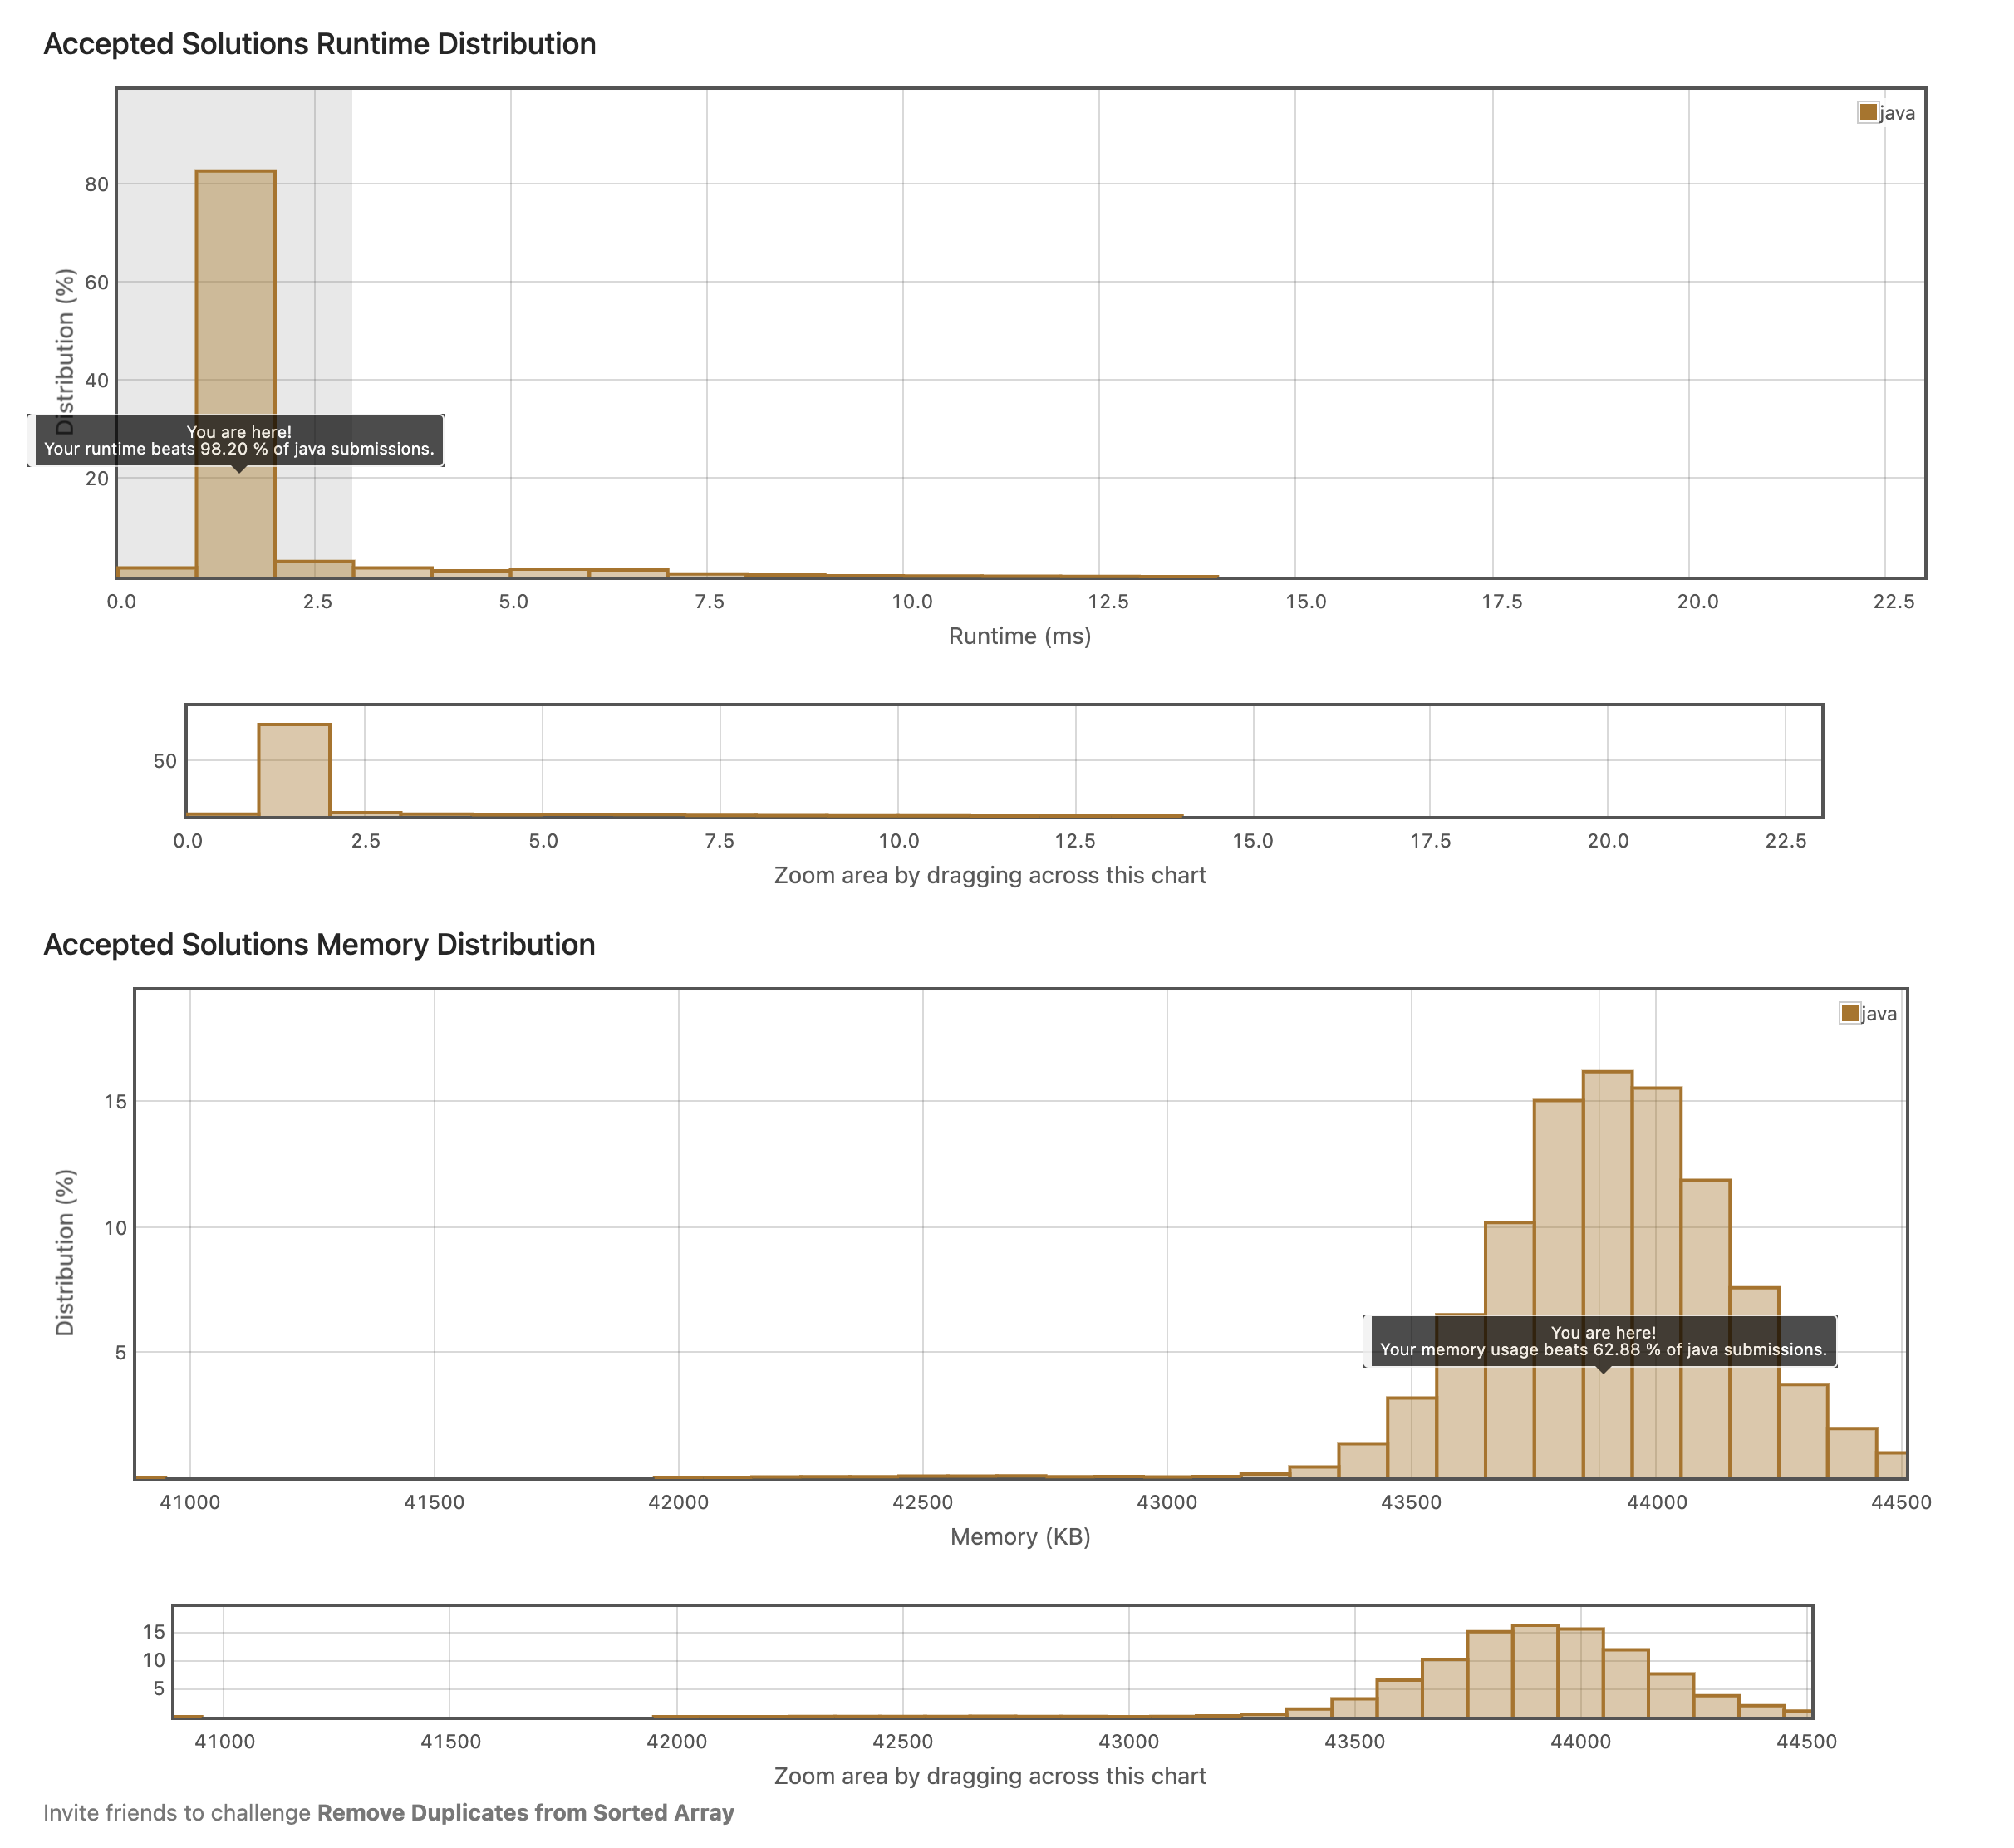 Accepted Solutions Runtime Distribution
java
Distribution (%)
80
60
40
20
You are here!
Your runtime beats 98.20 % of java submissions.
0.0 2.5 5.0 7.5 10.0 12.5 15.0 17.5 20.0 22.5
Runtime (ms)
50
0.0 2.5 5.0 7.5 10.0 12.5 15.0 17.5 20.0 22.5
Zoom area by dragging across this chart
Accepted Solutions Memory Distribution
java
Distribution (%)
15
10
5
You are here!
Your memory usage beats 62.88 % of java submissions.
41000 41500 42000 42500 43000 43500 44000 44500
Memory (KB)
15
10
5
41000 41500 42000 42500 43000 43500 44000 44500
Zoom area by dragging across this chart
Invite friends to challenge Remove Duplicates from Sorted Array